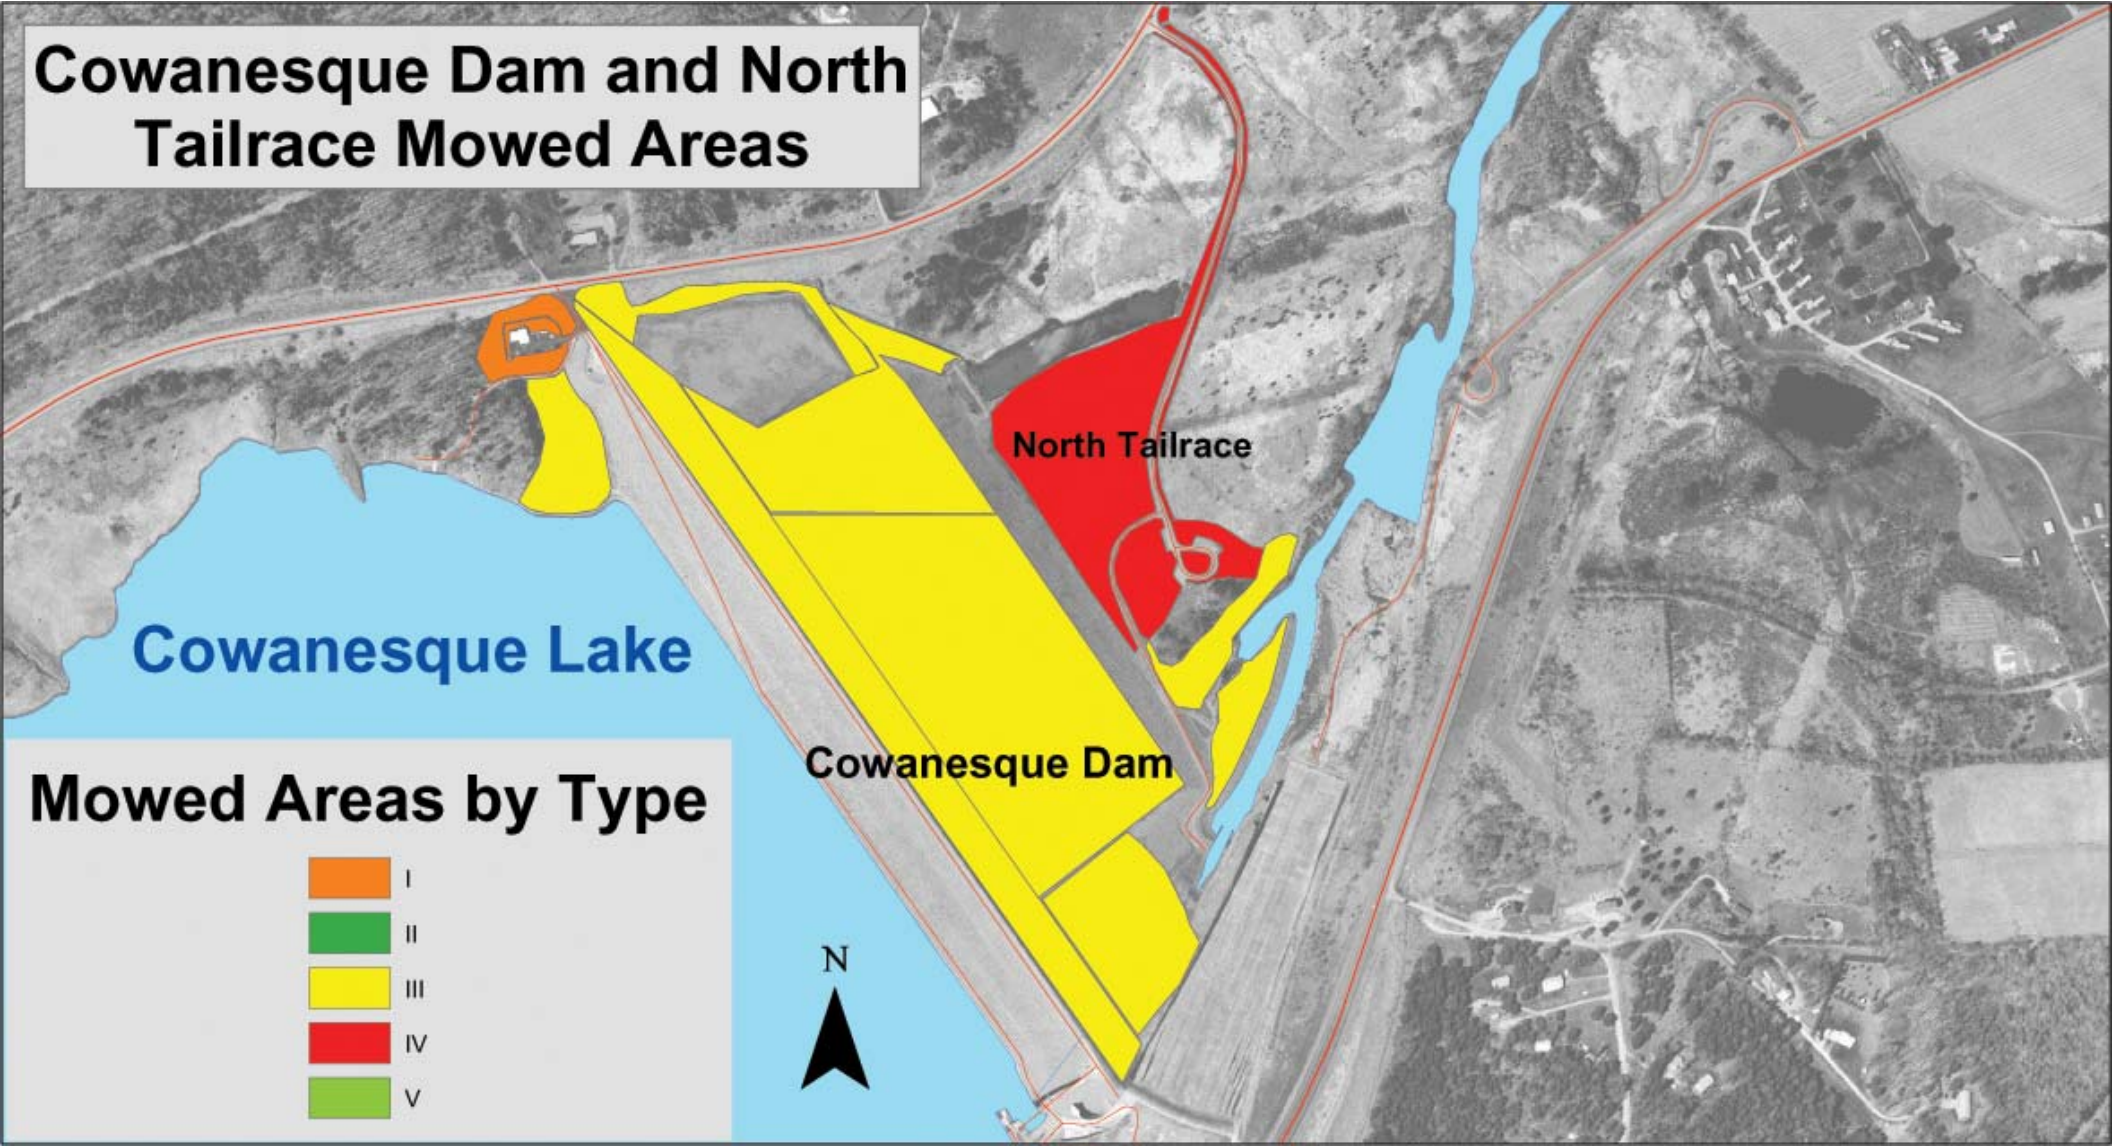 Cowanesque Dam and North
Tailrace Mowed Areas
North Tailrace
Cowanesque Lake
Cowanesque Dam
Mowed Areas by Type
I
II
III
IV
V
N